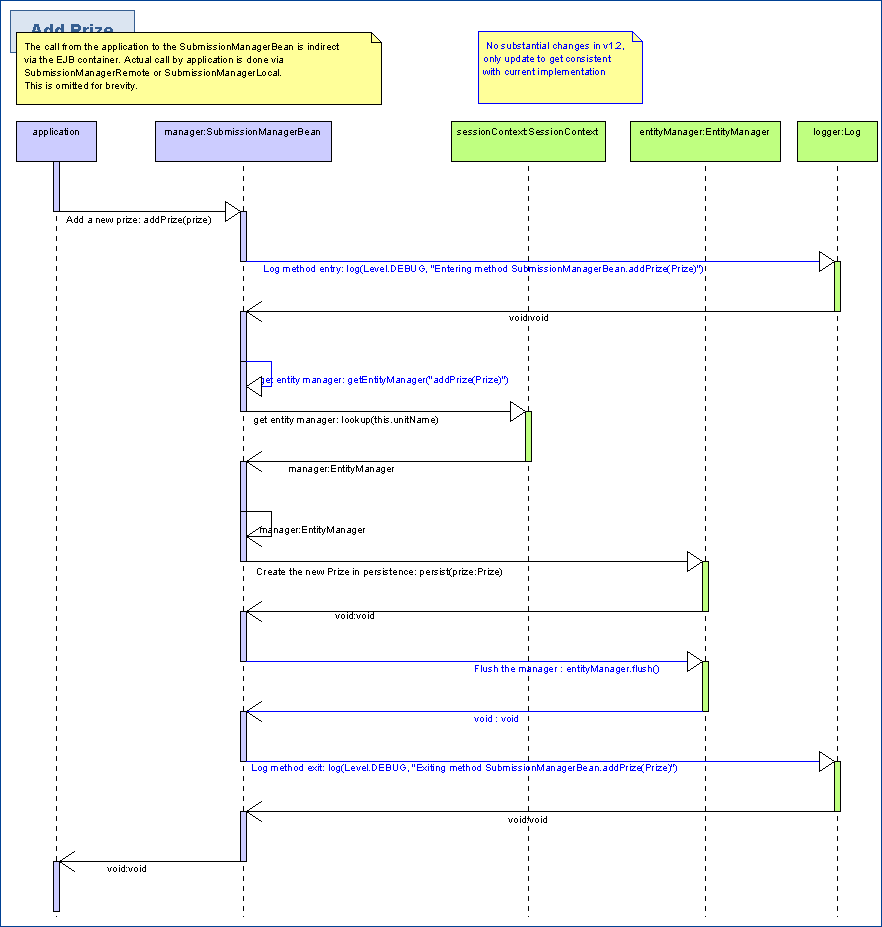 Add Prize
The call from the application to the SubmissionManagerBean is indirect
via the EJB container. Actual call by application is done via
SubmissionManagerRemote or SubmissionManagerLocal.
This is omitted for brevity.
No substantial changes in v1.2,
only update to get consistent
with current implementation
application
manager:SubmissionManagerBean
sessionContext:SessionContext
entityManager:EntityManager
logger:Log
Add a new prize: addPrize(prize)
Log method entry: log(Level.DEBUG, "Entering method SubmissionManagerBean.addPrize(Prize)")
void:void
get entity manager: getEntityManager("addPrize(Prize)")
get entity manager: lookup(this.unitName)
manager:EntityManager
manager:EntityManager
Create the new Prize in persistence: persist(prize:Prize)
void:void
Flush the manager : entityManager.flush()
void : void
Log method exit: log(Level.DEBUG, "Exiting method SubmissionManagerBean.addPrize(Prize)")
void:void
void:void